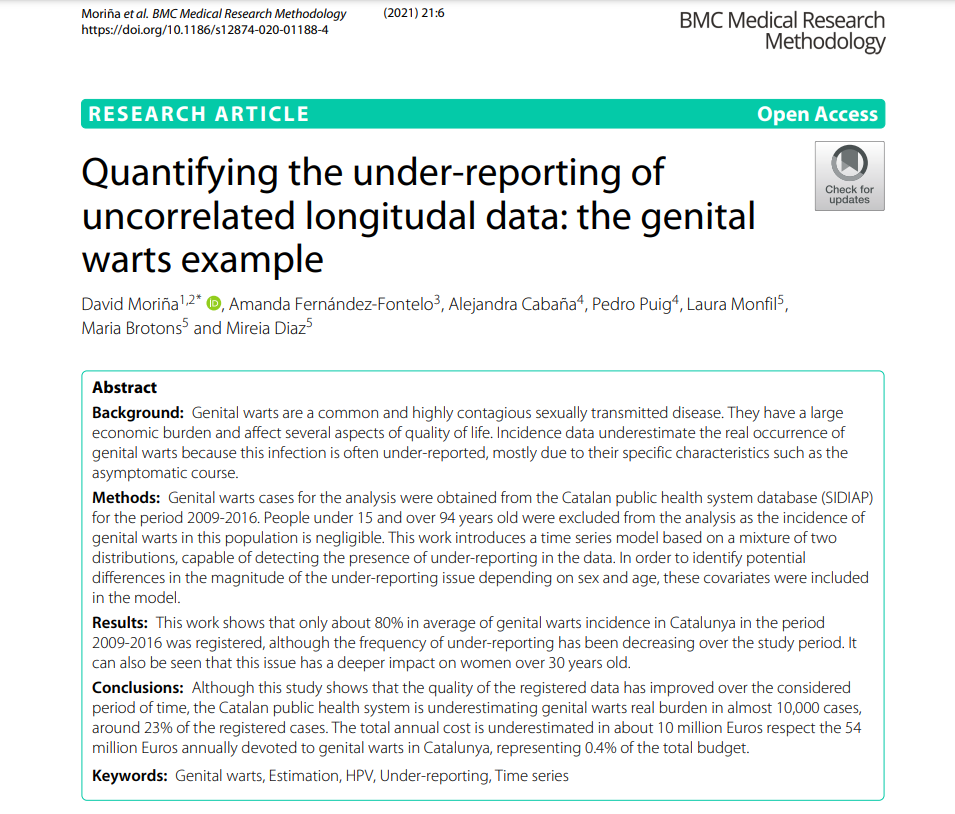 Moriña et al. BMC Medical Research Methodology (2021) 21:6
https://doi.org/10.1186/s12874-020-01188-4
BMC Medical Research
Methodology
RESEARCH ARTICLE Open Access
Check for
updates
Quantifying the under-reporting of
uncorrelated longitudal data: the genital
warts example
David Moriña1,2* iD, Amanda Fernández-Fontelo3, Alejandra Cabaña4, Pedro Puig4, Laura Monfil5,
Maria Brotons5 and Mireia Diaz5
Abstract
Background: Genital warts are a common and highly contagious sexually transmitted disease. They have a large
economic burden and affect several aspects of quality of life. Incidence data underestimate the real occurrence of
genital warts because this infection is often under-reported, mostly due to their specific characteristics such as the
asymptomatic course.
Methods: Genital warts cases for the analysis were obtained from the Catalan public health system database (SIDIAP)
for the period 2009-2016. People under 15 and over 94 years old were excluded from the analysis as the incidence of
genital warts in this population is negligible. This work introduces a time series model based on a mixture of two
distributions, capable of detecting the presence of under-reporting in the data. In order to identify potential
differences in the magnitude of the under-reporting issue depending on sex and age, these covariates were included
in the model.
Results: This work shows that only about 80% in average of genital warts incidence in Catalunya in the period
2009-2016 was registered, although the frequency of under-reporting has been decreasing over the study period. It
can also be seen that this issue has a deeper impact on women over 30 years old.
Conclusions: Although this study shows that the quality of the registered data has improved over the considered
period of time, the Catalan public health system is underestimating genital warts real burden in almost 10,000 cases,
around 23% of the registered cases. The total annual cost is underestimated in about 10 million Euros respect the 54
million Euros annually devoted to genital warts in Catalunya, representing 0.4% of the total budget.
Keywords: Genital warts, Estimation, HPV, Under-reporting, Time series